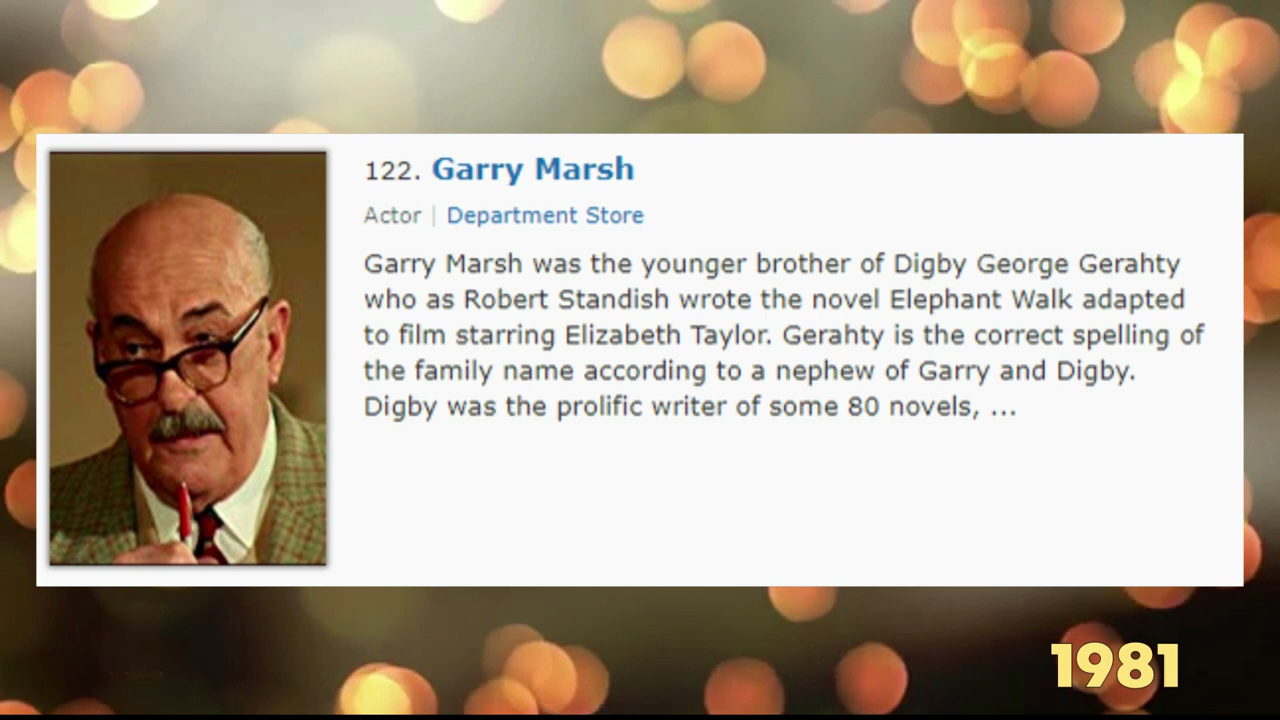 122. Garry Marsh
Actor | Department Store
Garry Marsh was the younger brother of Digby George Gerahty
who as Robert Standish wrote the novel Elephant Walk adapted
to film starring Elizabeth Taylor. Gerahty is the correct spelling of
the family name according to a nephew of Garry and Digby.
Digby was the prolific writer of some 80 novels, ...
1981